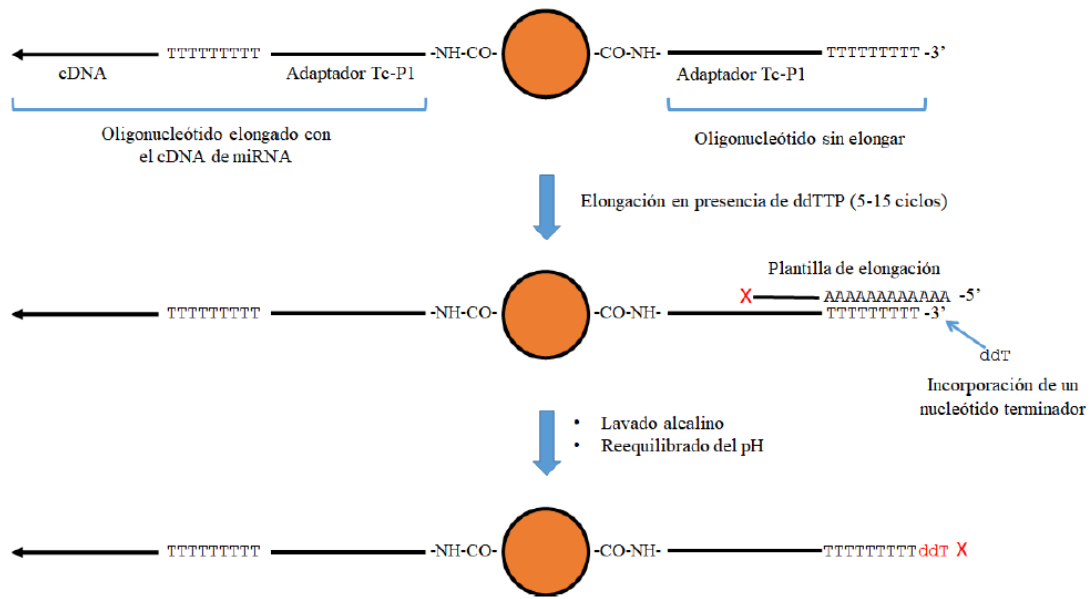 TTTTTTTTT -NH-CO- -CO-NH- TTTTTTTTT -3’
cDNA Adaptador Tc-P1 Adaptador Tc-P1
Oligonucleótido elongado con
el cDNA de miRNA
Oligonucleótido sin elongar
Elongación en presencia de ddTTP (5-15 ciclos)
Plantilla de elongación
X AAAAAAAAAAAA -5’
TTTTTTTTT -NH-CO- -CO-NH- TTTTTTTTT -3’
ddT
Incorporación de un
nucleótido terminador
• Lavado alcalino
• Reequilibrado del pH
TTTTTTTTT -NH-CO- -CO-NH- TTTTTTTTTddT X